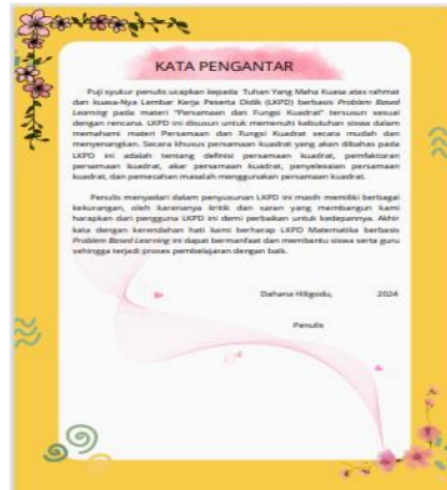 KATA PENGANTAR
Puji syukur penulis ucapkan kepada Tuhan Yang Maha Kuasa atas rahmat
dan kuasa-Nya Lembar Kerja Peserta Didik (LKPD) berbasis Problem Based
Learning pada materi "Persamaan dan Fungsi Kuadrat" tersusun sesuai
dengan rencana. LKPD ini disusun untuk memenuhi kebutuhan siswa dalam
memahami materi Persamaan dan Fungsi Kuadrat secara mudah dan
menyenangkan. Secara khusus persamaan kuadrat yang akan dibahas pada
LKPD ini adalah tentang definisi persamaan kuadrat, pemfaktoran
persamaan kuadrat, akar persamaan kuadrat, penyelesaian persamaan
kuadrat, dan pemecahan masalah menggunakan persamaan kuadrat.
Penulis menyadari dalam penyusunan LKPD ini masih memiliki berbagai
kekurangan, oleh karenanya kritik dan saran yang membangun kami
harapkan dari pengguna LKPD ini demi perbaikan untuk kedepannya. Akhir
kata dengan kerendahan hati kami berharap LKPD Matematika berbasis
Problem Based Learning ini dapat bermanfaat dan membantu siswa serta guru
sehingga terjadi proses pembelajaran dengan baik.
Dahana Hiligodu, 2024
Penulis